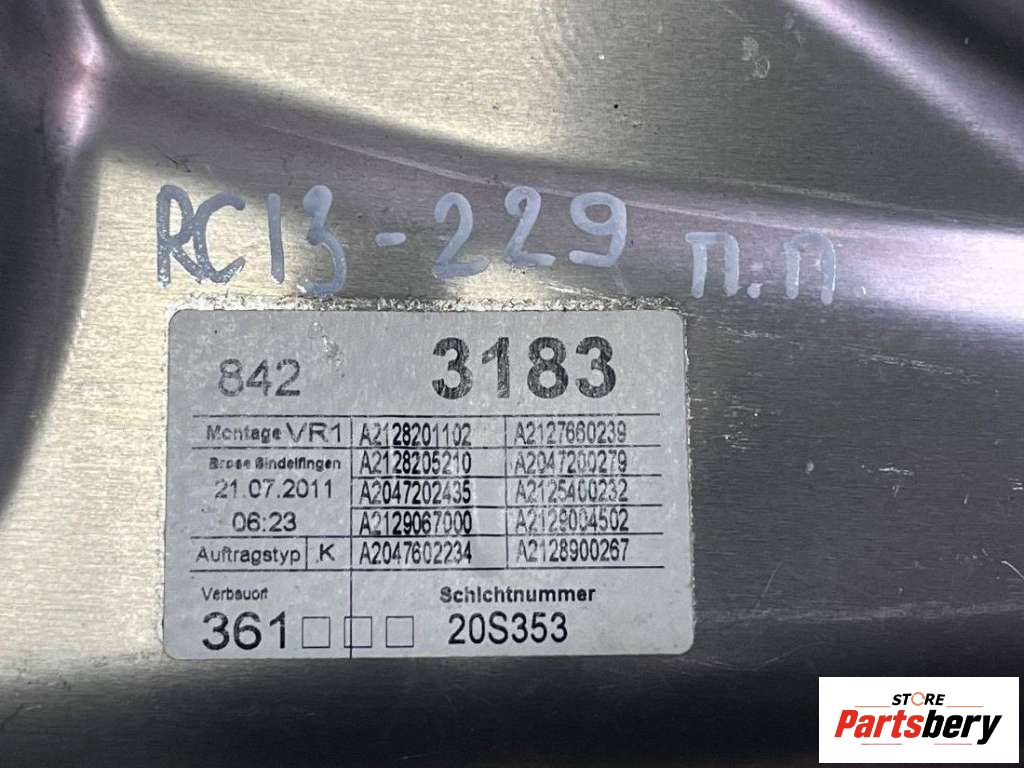 RC13-229 п.п
842 3183
Montage VR1 A2128201102 A2127660239
Brose Sindelfingen A2128205210 A2047200279
21.07.2011 A2047202435 A2125400232
06:23 A2129067000 A2129004502
Auftragstyp K A2047602234 A2128900267
Verbauort Schichtnummer
361 20S353
STORE
Partsbery